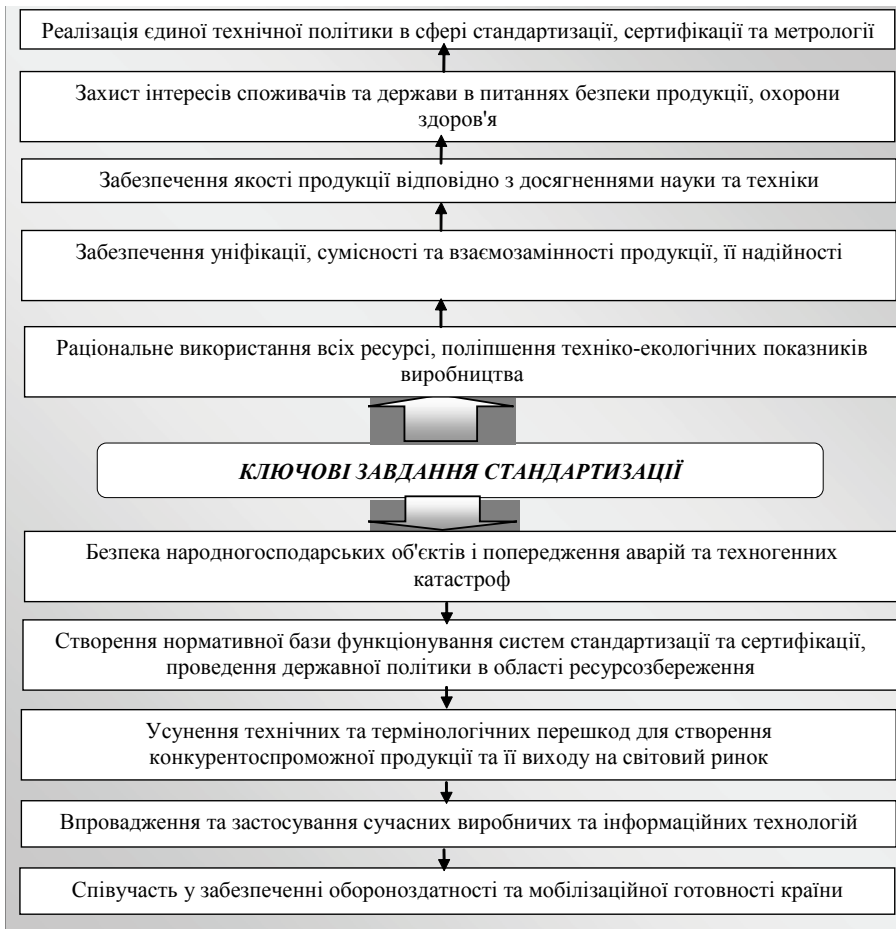 Реалізація єдиної технічної політики в сфері стандартизації, сертифікації та метрології
Захист інтересів споживачів та держави в питаннях безпеки продукції, охорони
здоров'я
Забезпечення якості продукції відповідно з досягненнями науки та техніки
Забезпечення уніфікації, сумісності та взаємозамінності продукції, її надійності
Раціональне використання всіх ресурсі, поліпшення техніко-екологічних показників
виробництва
КЛЮЧОВІ ЗАВДАННЯ СТАНДАРТИЗАЦІЇ
Безпека народногосподарських об'єктів і попередження аварій та техногенних
катастроф
Створення нормативної бази функціонування систем стандартизації та сертифікації,
проведення державної політики в області ресурсозбереження
Усунення технічних та термінологічних перешкод для створення
конкурентоспроможної продукції та її виходу на світовий ринок
Впровадження та застосування сучасних виробничих та інформаційних технологій
Співучасть у забезпеченні обороноздатності та мобілізаційної готовності країни